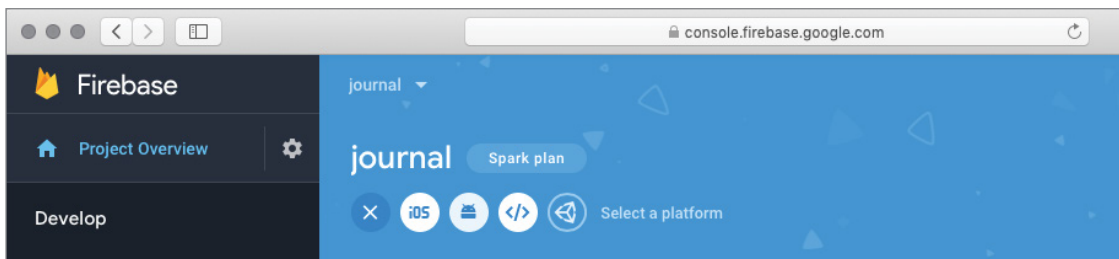 console.firebase.google.com
Firebase
journal
Project Overview
journal Spark plan
iOS </> Select a platform
Develop